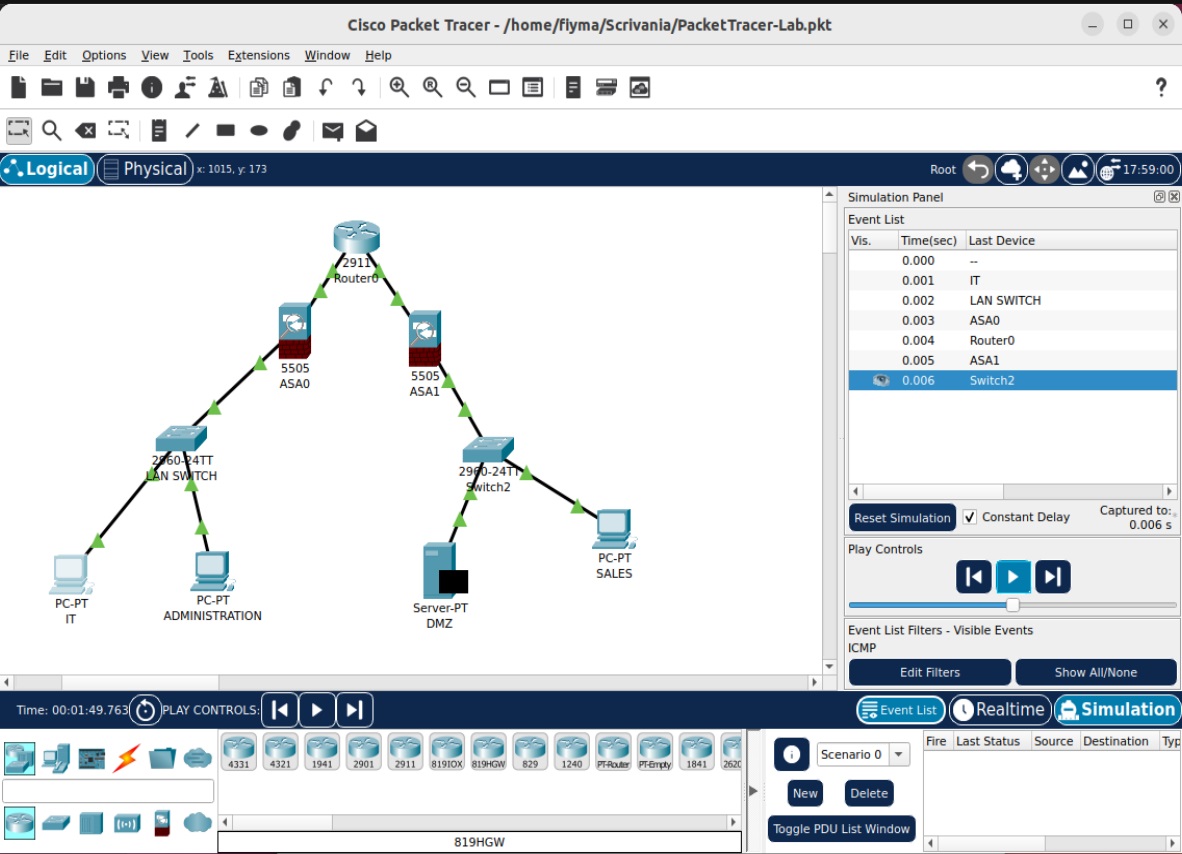 Cisco Packet Tracer - /home/flyma/Scrivania/PacketTracer-Lab.pkt
File Edit Options View Tools Extensions Window Help
?
Logical Physical x: 1015, y: 173 Root 17:59:00
2911
Router0
5505
ASA0
5505
ASA1
2960-24TT
LAN SWITCH
2960-24TT
Switch2
PC-PT
IT
PC-PT
ADMINISTRATION
Server-PT
DMZ
PC-PT
SALES
Simulation Panel
Event List
Vis. Time(sec) Last Device
0.000 --
0.001 IT
0.002 LAN SWITCH
0.003 ASA0
0.004 Router0
0.005 ASA1
0.006 Switch2
Reset Simulation Constant Delay Captured to:
0.006 s
Play Controls
Event List Filters - Visible Events
ICMP
Edit Filters Show All/None
Time: 00:01:49.763 PLAY CONTROLS: Event List Realtime Simulation
4331 4321 1941 2901 2911 819IOX 819HGW 829 1240 PT-Router PT-Empty 1841 2620
819HGW
Scenario 0
New Delete
Toggle PDU List Window
Fire Last Status Source Destination Typ